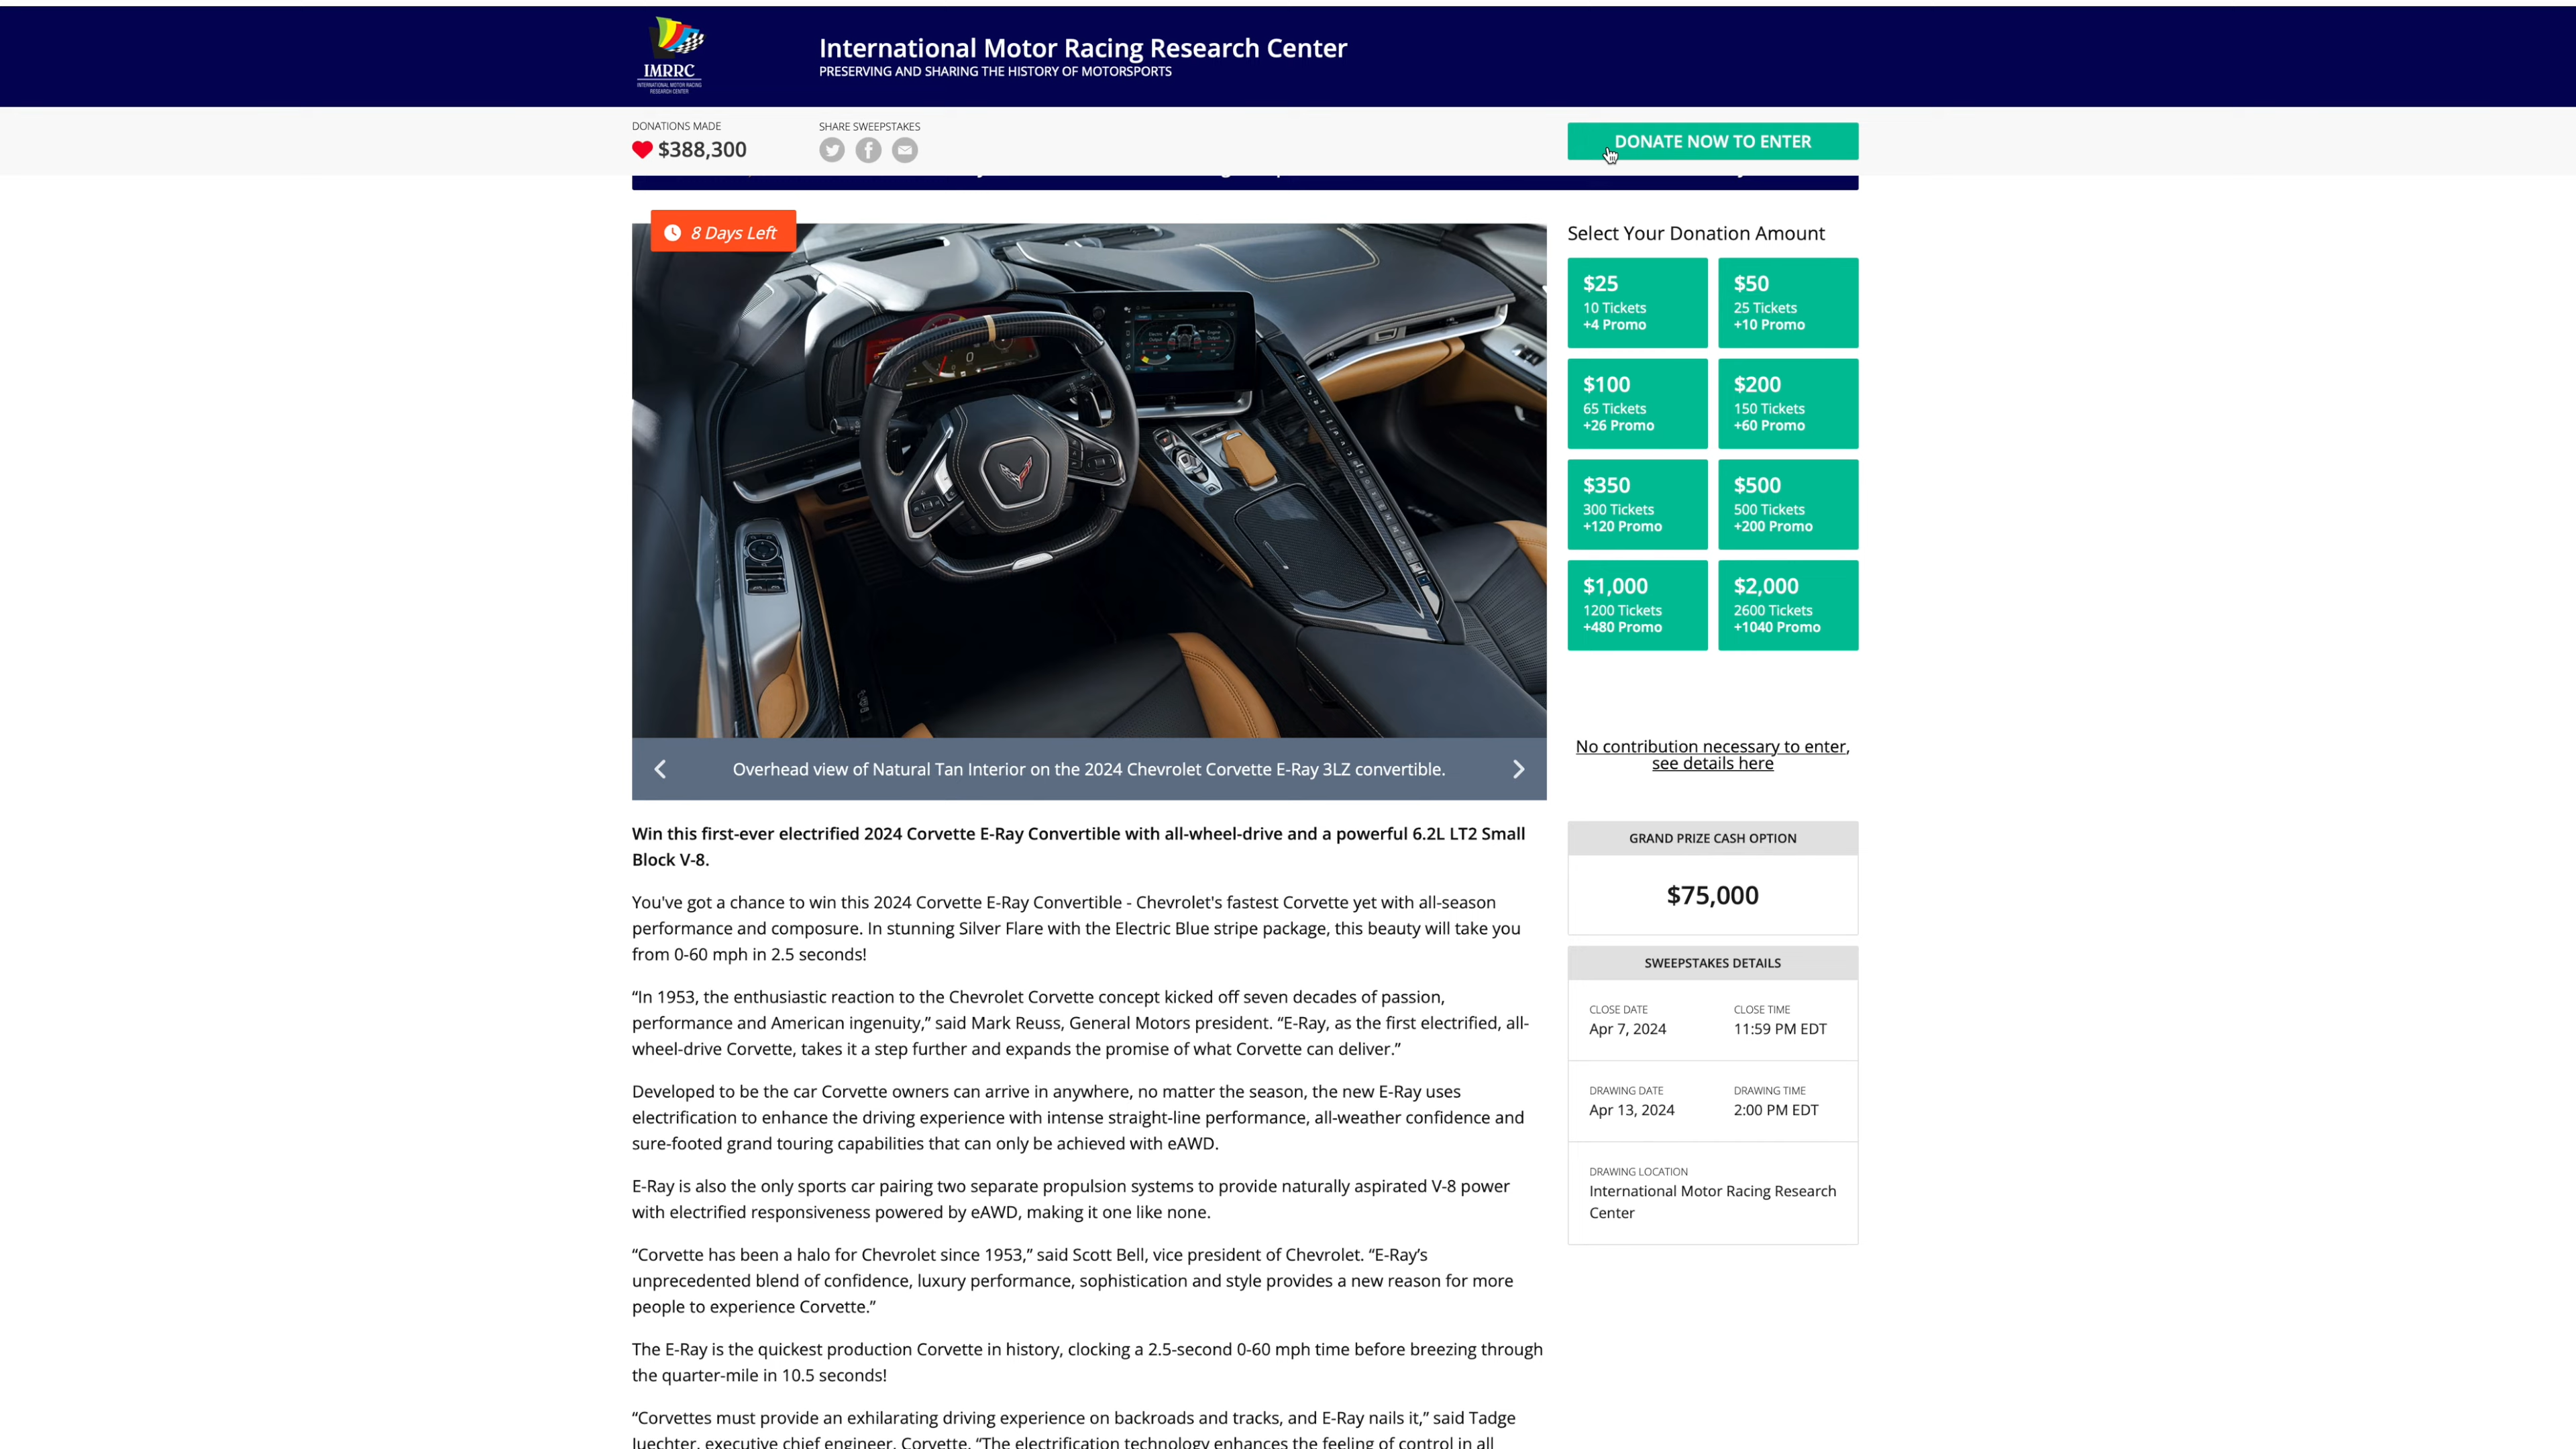 IMRRC
INTERNATIONAL MOTOR RACING
RESEARCH CENTER
International Motor Racing Research Center
PRESERVING AND SHARING THE HISTORY OF MOTORSPORTS
DONATIONS MADE
$388,300
SHARE SWEEPSTAKES
DONATE NOW TO ENTER
8 Days Left
Select Your Donation Amount
$25
10 Tickets
+4 Promo
$50
25 Tickets
+10 Promo
$100
65 Tickets
+26 Promo
$200
150 Tickets
+60 Promo
$350
300 Tickets
+120 Promo
$500
500 Tickets
+200 Promo
$1,000
1200 Tickets
+480 Promo
$2,000
2600 Tickets
+1040 Promo
No contribution necessary to enter,
see details here
Overhead view of Natural Tan Interior on the 2024 Chevrolet Corvette E-Ray 3LZ convertible.
Win this first-ever electrified 2024 Corvette E-Ray Convertible with all-wheel-drive and a powerful 6.2L LT2 Small
Block V-8.
You've got a chance to win this 2024 Corvette E-Ray Convertible - Chevrolet's fastest Corvette yet with all-season
performance and composure. In stunning Silver Flare with the Electric Blue stripe package, this beauty will take you
from 0-60 mph in 2.5 seconds!
“In 1953, the enthusiastic reaction to the Chevrolet Corvette concept kicked off seven decades of passion,
performance and American ingenuity,” said Mark Reuss, General Motors president. “E-Ray, as the first electrified, all-
wheel-drive Corvette, takes it a step further and expands the promise of what Corvette can deliver.”
Developed to be the car Corvette owners can arrive in anywhere, no matter the season, the new E-Ray uses
electrification to enhance the driving experience with intense straight-line performance, all-weather confidence and
sure-footed grand touring capabilities that can only be achieved with eAWD.
E-Ray is also the only sports car pairing two separate propulsion systems to provide naturally aspirated V-8 power
with electrified responsiveness powered by eAWD, making it one like none.
“Corvette has been a halo for Chevrolet since 1953,” said Scott Bell, vice president of Chevrolet. “E-Ray’s
unprecedented blend of confidence, luxury performance, sophistication and style provides a new reason for more
people to experience Corvette.”
The E-Ray is the quickest production Corvette in history, clocking a 2.5-second 0-60 mph time before breezing through
the quarter-mile in 10.5 seconds!
“Corvettes must provide an exhilarating driving experience on backroads and tracks, and E-Ray nails it,” said Tadge
Juechter, executive chief engineer, Corvette. “The electrification technology enhances the feeling of control in all
GRAND PRIZE CASH OPTION
$75,000
SWEEPSTAKES DETAILS
CLOSE DATE
Apr 7, 2024
CLOSE TIME
11:59 PM EDT
DRAWING DATE
Apr 13, 2024
DRAWING TIME
2:00 PM EDT
DRAWING LOCATION
International Motor Racing Research
Center